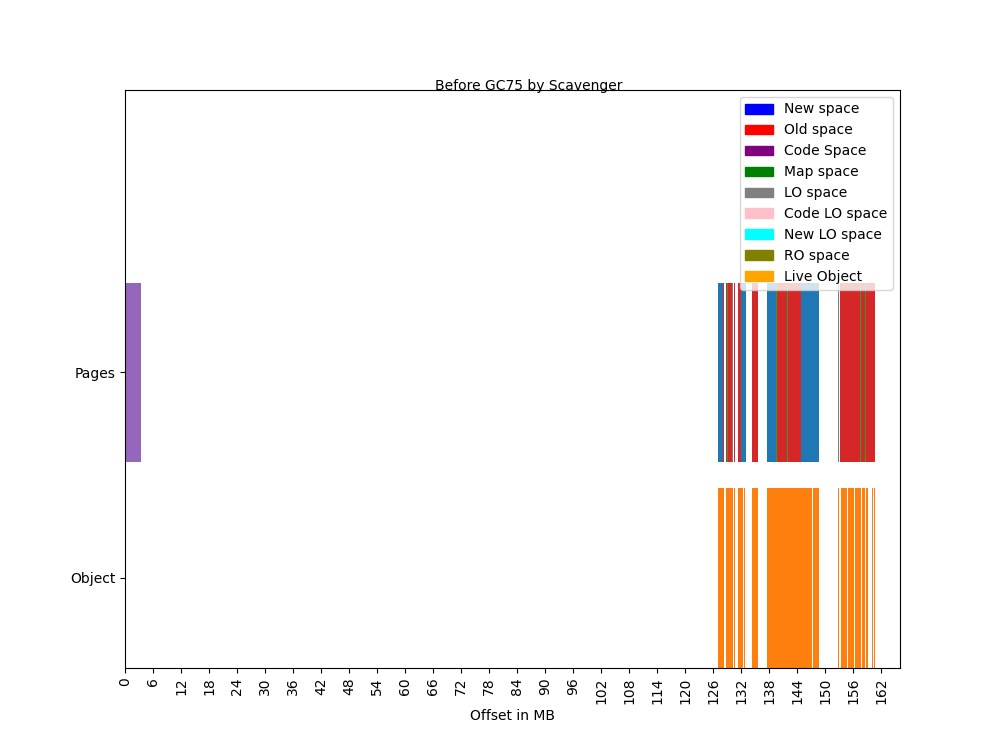 Before GC75 by Scavenger
New space
Old space
Code Space
Map space
LO space
Code LO space
New LO space
RO space
Live Object
Pages
Object
0 6 12 18 24 30 36 42 48 54 60 66 72 78 84 90 96 102 108 114 120 126 132 138 144 150 156 162
Offset in MB